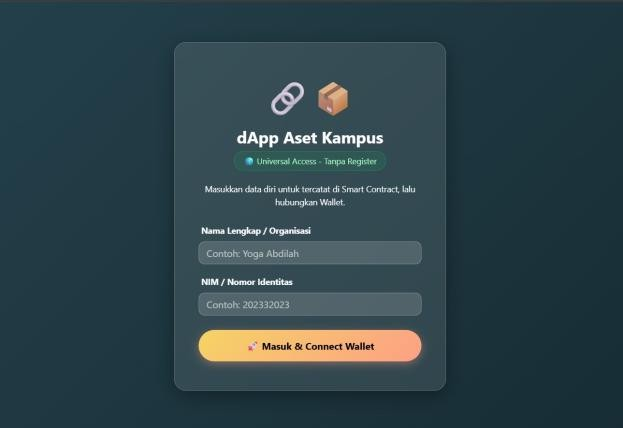 dApp Aset Kampus
Universal Access - Tanpa Register
Masukkan data diri untuk tercatat di Smart Contract, lalu
hubungkan Wallet.
Nama Lengkap / Organisasi
Contoh: Yoga Abdilah
NIM / Nomor Identitas
Contoh: 202332023
Masuk & Connect Wallet